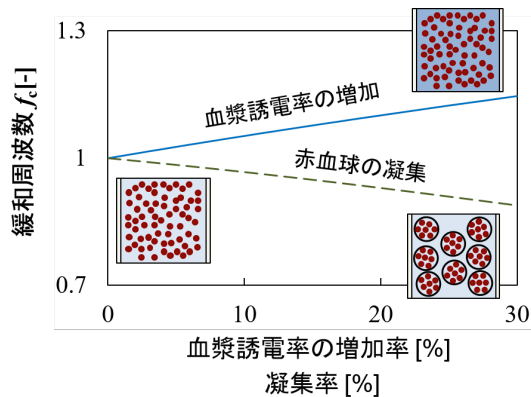 1.3
緩和周波数 fc[-]
血漿誘電率の増加
1
赤血球の凝集
0.7
0
10
20
30
血漿誘電率の増加率 [%]
凝集率 [%]